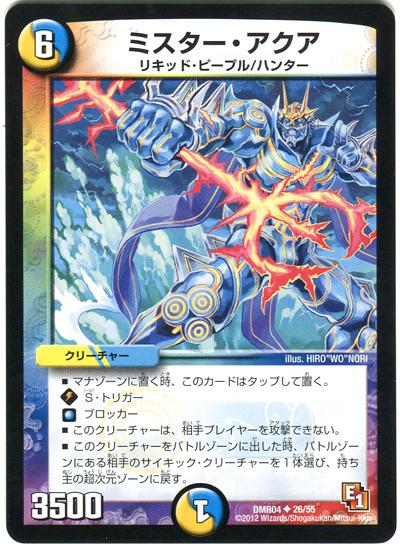 6
ミスター・アクア
リキッド・ピープル/ハンター
illus. HIRO"WO"NORI
クリーチャー
■ マナゾーンに置く時、このカードはタップして置く。
S・トリガー
ブロッカー
■ このクリーチャーは、相手プレイヤーを攻撃できない。
■ このクリーチャーをバトルゾーンに出した時、バトルゾー
ンにある相手のサイキック・クリーチャーを1体選び、持ち
主の超次元ゾーンに戻す。
3500
1
DMR04 ◆ 26/55
©2012 Wizards/Shogakukan/Mitsui-Kids
E1